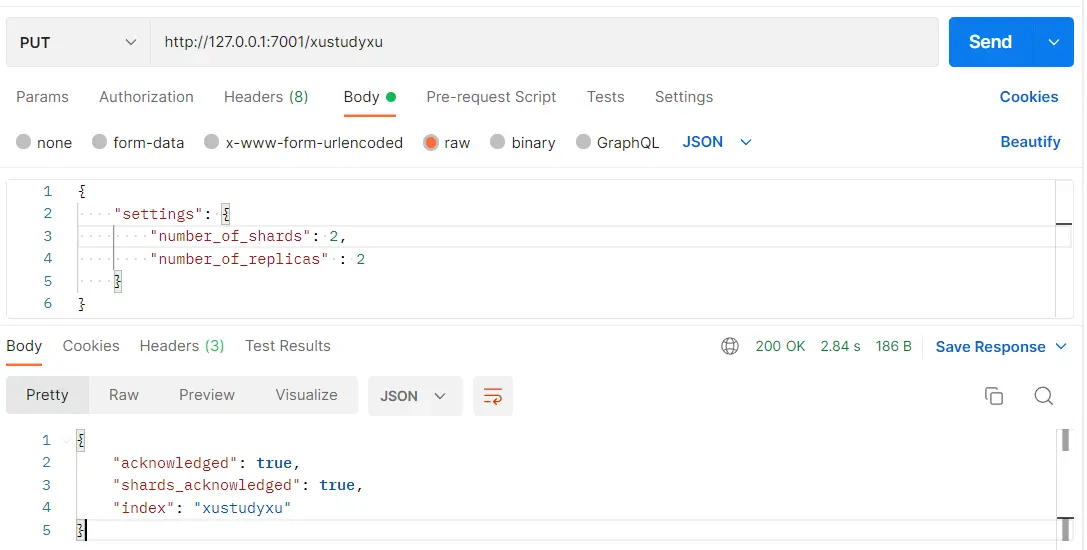 PUT http://127.0.0.1:7001/xustudyxu Send
Params Authorization Headers (8) Body Pre-request Script Tests Settings Cookies
none form-data x-www-form-urlencoded raw binary GraphQL JSON Beautify
1 {
2 "settings": {
3 "number_of_shards": 2,
4 "number_of_replicas" : 2
5 }
6 }
Body Cookies Headers (3) Test Results 200 OK 2.84 s 186 B Save Response
Pretty Raw Preview Visualize JSON
1 {
2 "acknowledged": true,
3 "shards_acknowledged": true,
4 "index": "xustudyxu"
5 }